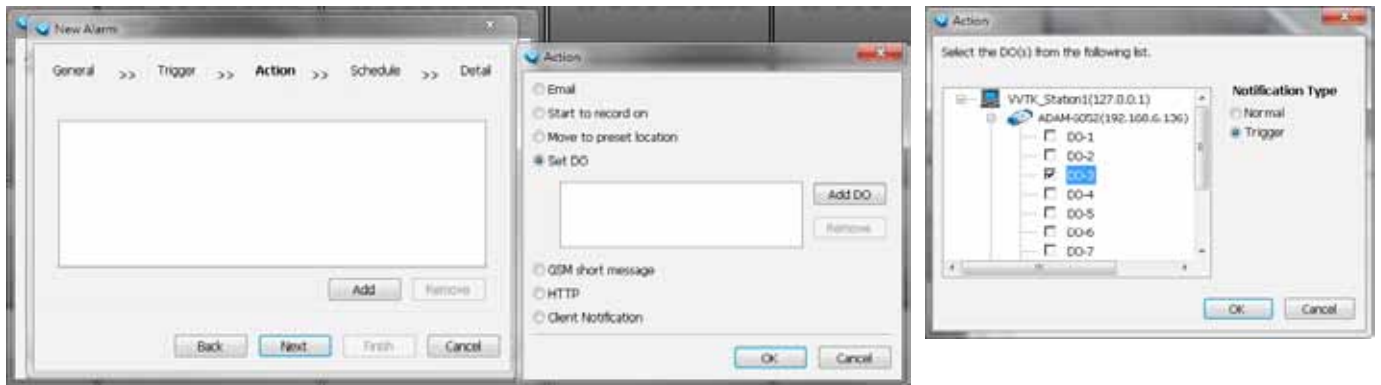 New Alarm
General >> Trigger >> Action >> Schedule >> Detail
Add
Remove
Back
Next
Finish
Cancel
Action
Email
Start to record on
Move to preset location
Set DO
Add DO
Remove
GSM short message
HTTP
Client Notification
OK
Cancel
Action
Select the DO(s) from the following list.
VVTK_Station1(127.0.0.1)
ADAM-6052(192.168.6.136)
DO-1
DO-2
DO-3
DO-4
DO-5
DO-6
DO-7
Notification Type
Normal
Trigger
OK
Cancel